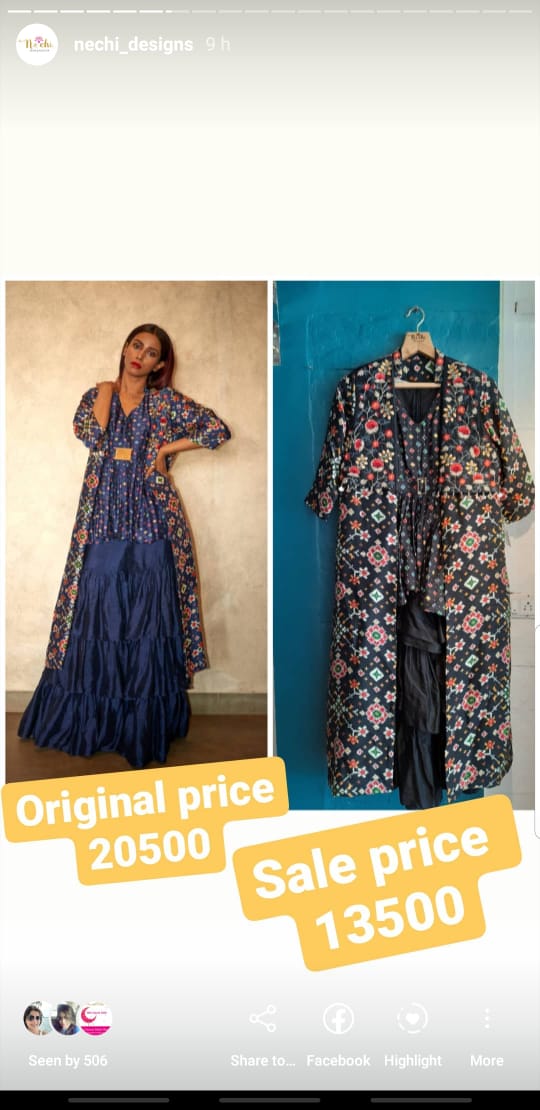 nechi_designs 9 h
Original price
20500
Sale price
13500
Seen by 506
Share to... Facebook Highlight More